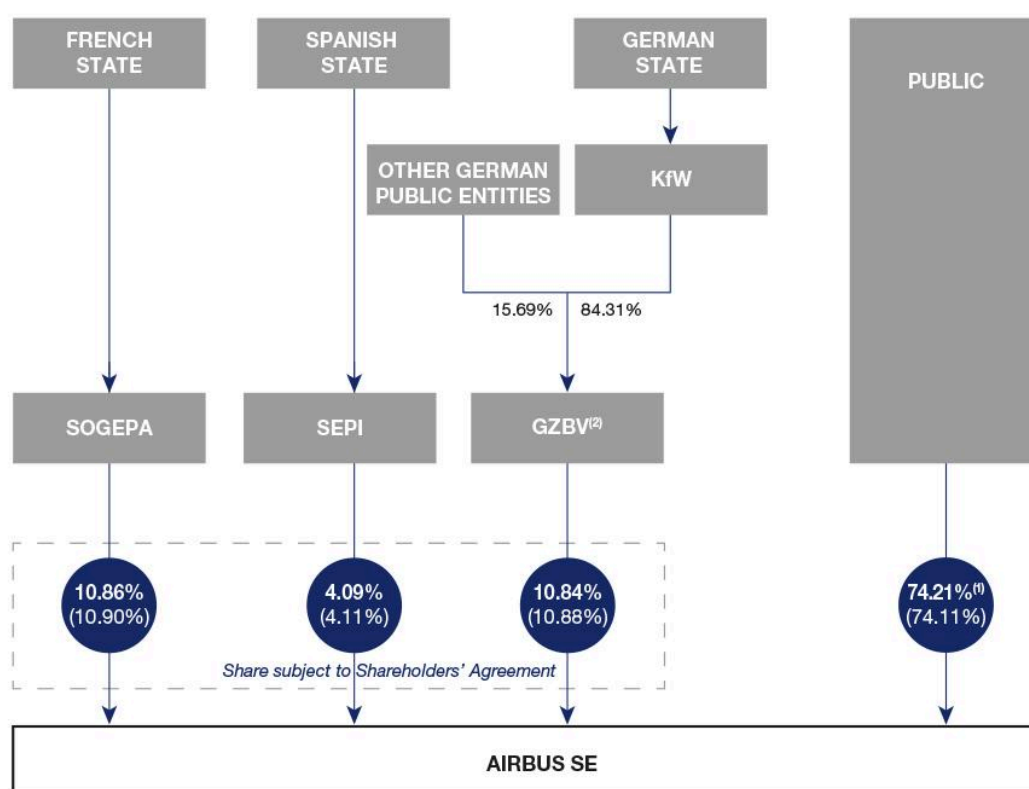 FRENCH
STATE
SPANISH
STATE
GERMAN
STATE
PUBLIC
OTHER GERMAN
PUBLIC ENTITIES
KfW
15.69%
84.31%
SOGEPA
SEPI
GZBV(2)
10.86%
(10.90%)
4.09%
(4.11%)
10.84%
(10.88%)
74.21%(1)
(74.11%)
Share subject to Shareholders' Agreement
AIRBUS SE